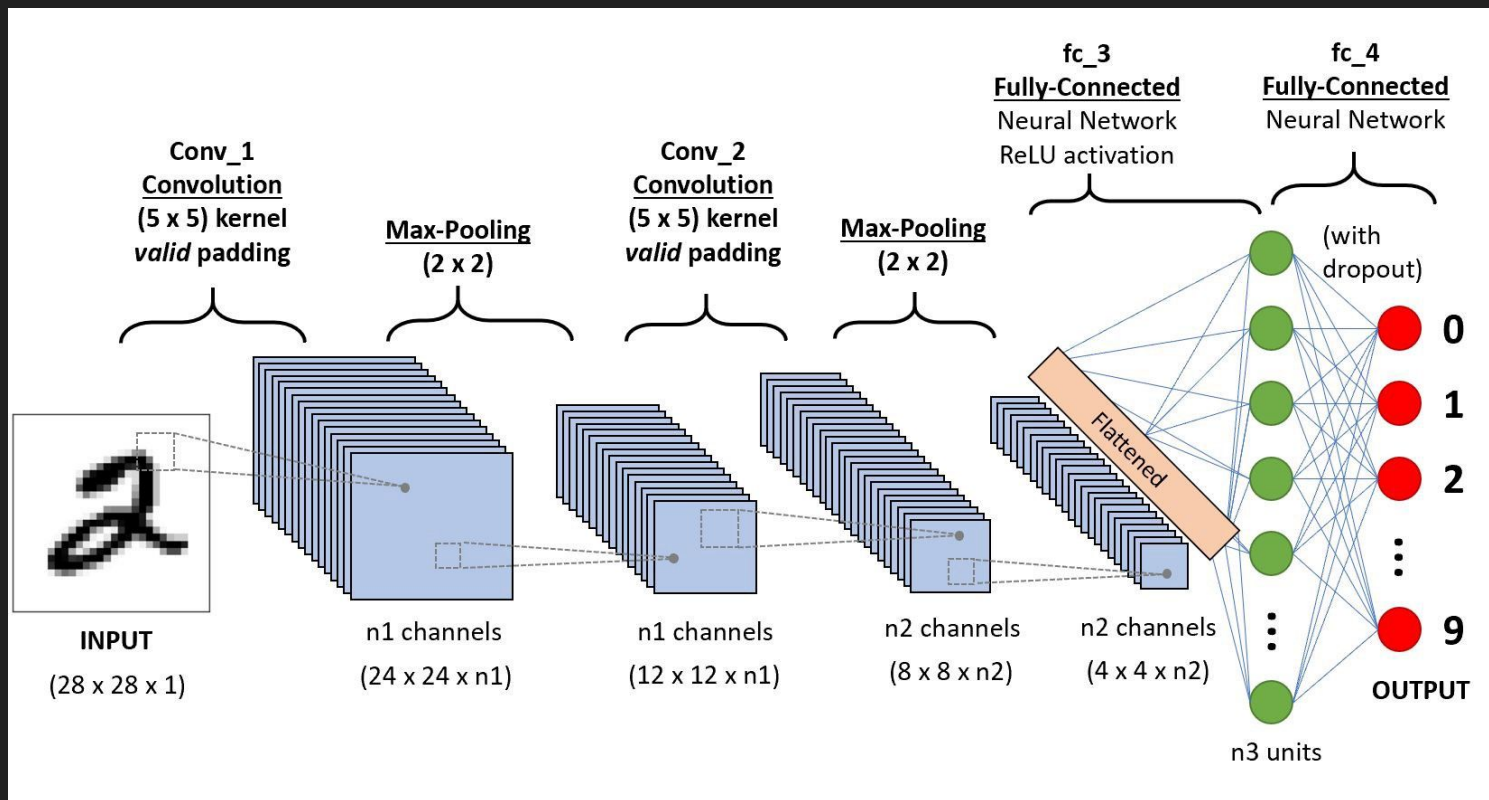 Conv_1
Convolution
(5 x 5) kernel
valid padding
Max-Pooling
(2 x 2)
Conv_2
Convolution
(5 x 5) kernel
valid padding
Max-Pooling
(2 x 2)
fc_3
Fully-Connected
Neural Network
ReLU activation
fc_4
Fully-Connected
Neural Network
(with
dropout)
2
INPUT
(28 x 28 x 1)
n1 channels
(24 x 24 x n1)
n1 channels
(12 x 12 x n1)
n2 channels
(8 x 8 x n2)
n2 channels
(4 x 4 x n2)
Flattened
n3 units
0
1
2
9
OUTPUT